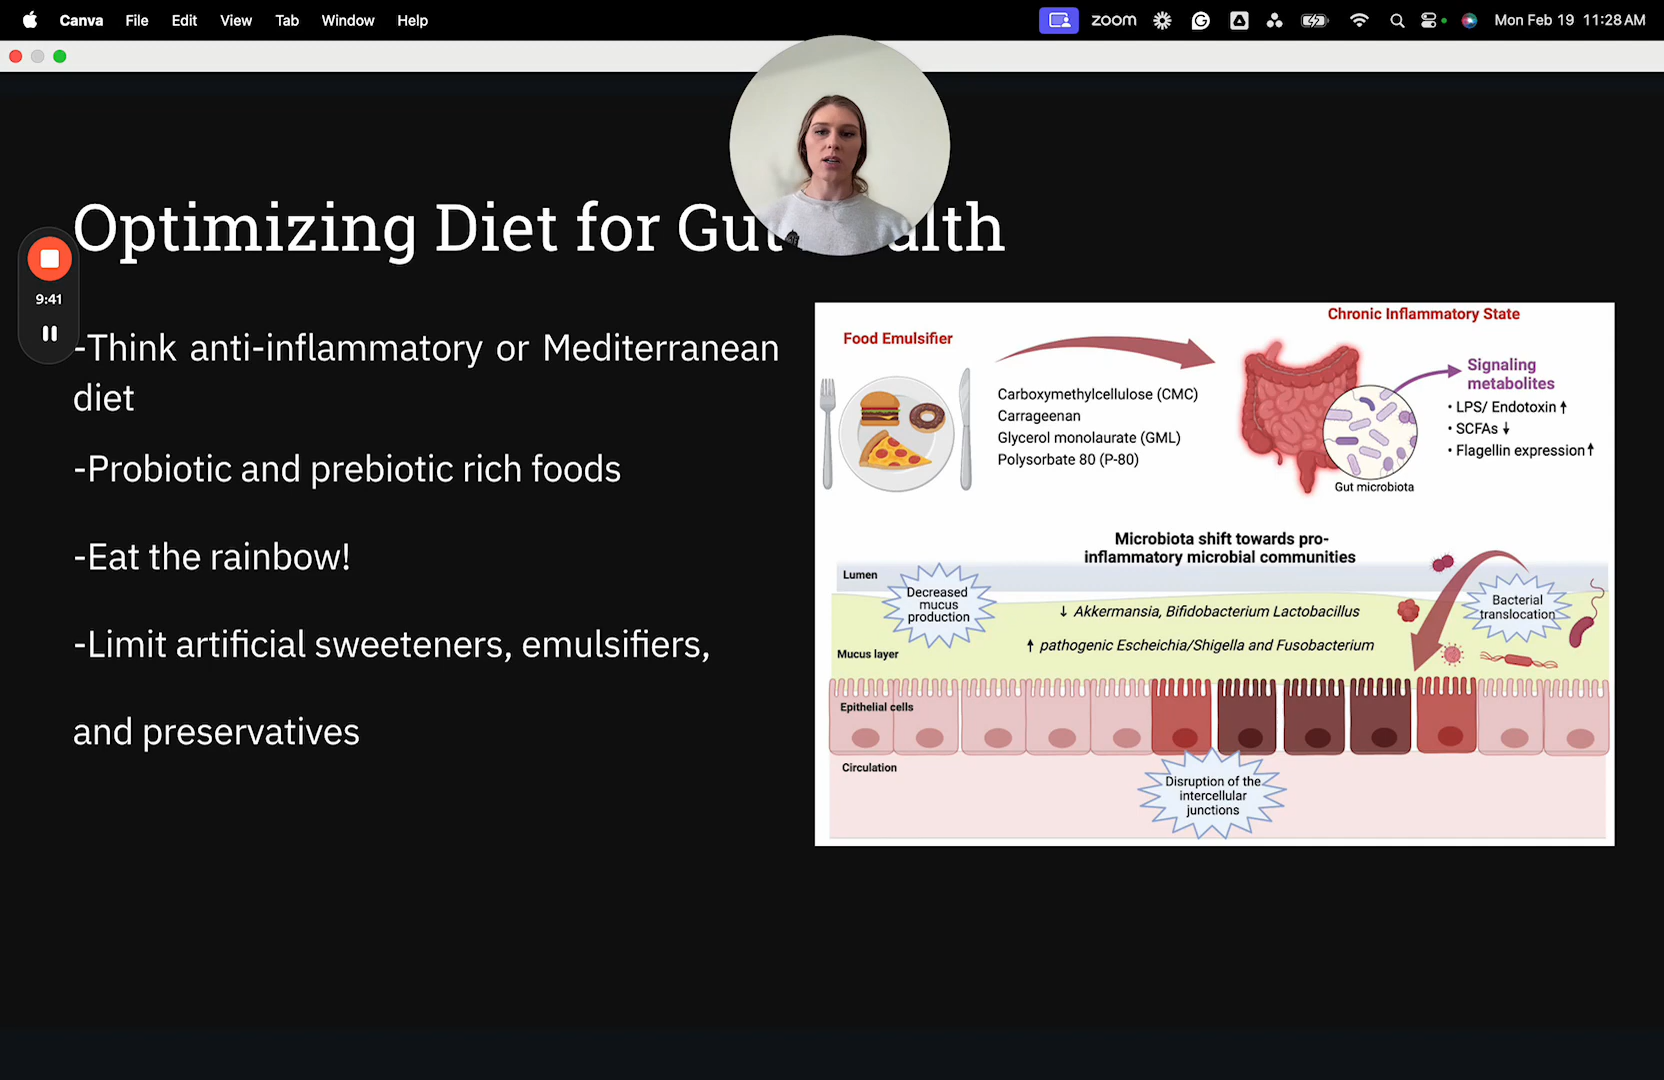 Canva File Edit View Tab Window Help zoom Mon Feb 19 11:28 AM
Optimizing Diet for Gut alth
9:41
-Think anti-inflammatory or Mediterranean
diet
-Probiotic and prebiotic rich foods
-Eat the rainbow!
-Limit artificial sweeteners, emulsifiers,
and preservatives
Chronic Inflammatory State
Food Emulsifier
Carboxymethylcellulose (CMC)
Carrageenan
Glycerol monolaurate (GML)
Polysorbate 80 (P-80)
Signaling
metabolites
• LPS/ Endotoxin ↑
• SCFAs ↓
• Flagellin expression ↑
Gut microbiota
Microbiota shift towards pro-
inflammatory microbial communities
Lumen
Decreased
mucus
production
↓ Akkermansia, Bifidobacterium Lactobacillus
↑ pathogenic Escheichia/Shigella and Fusobacterium
Bacterial
translocation
Mucus layer
Epithelial cells
Circulation
Disruption of the
intercellular
junctions